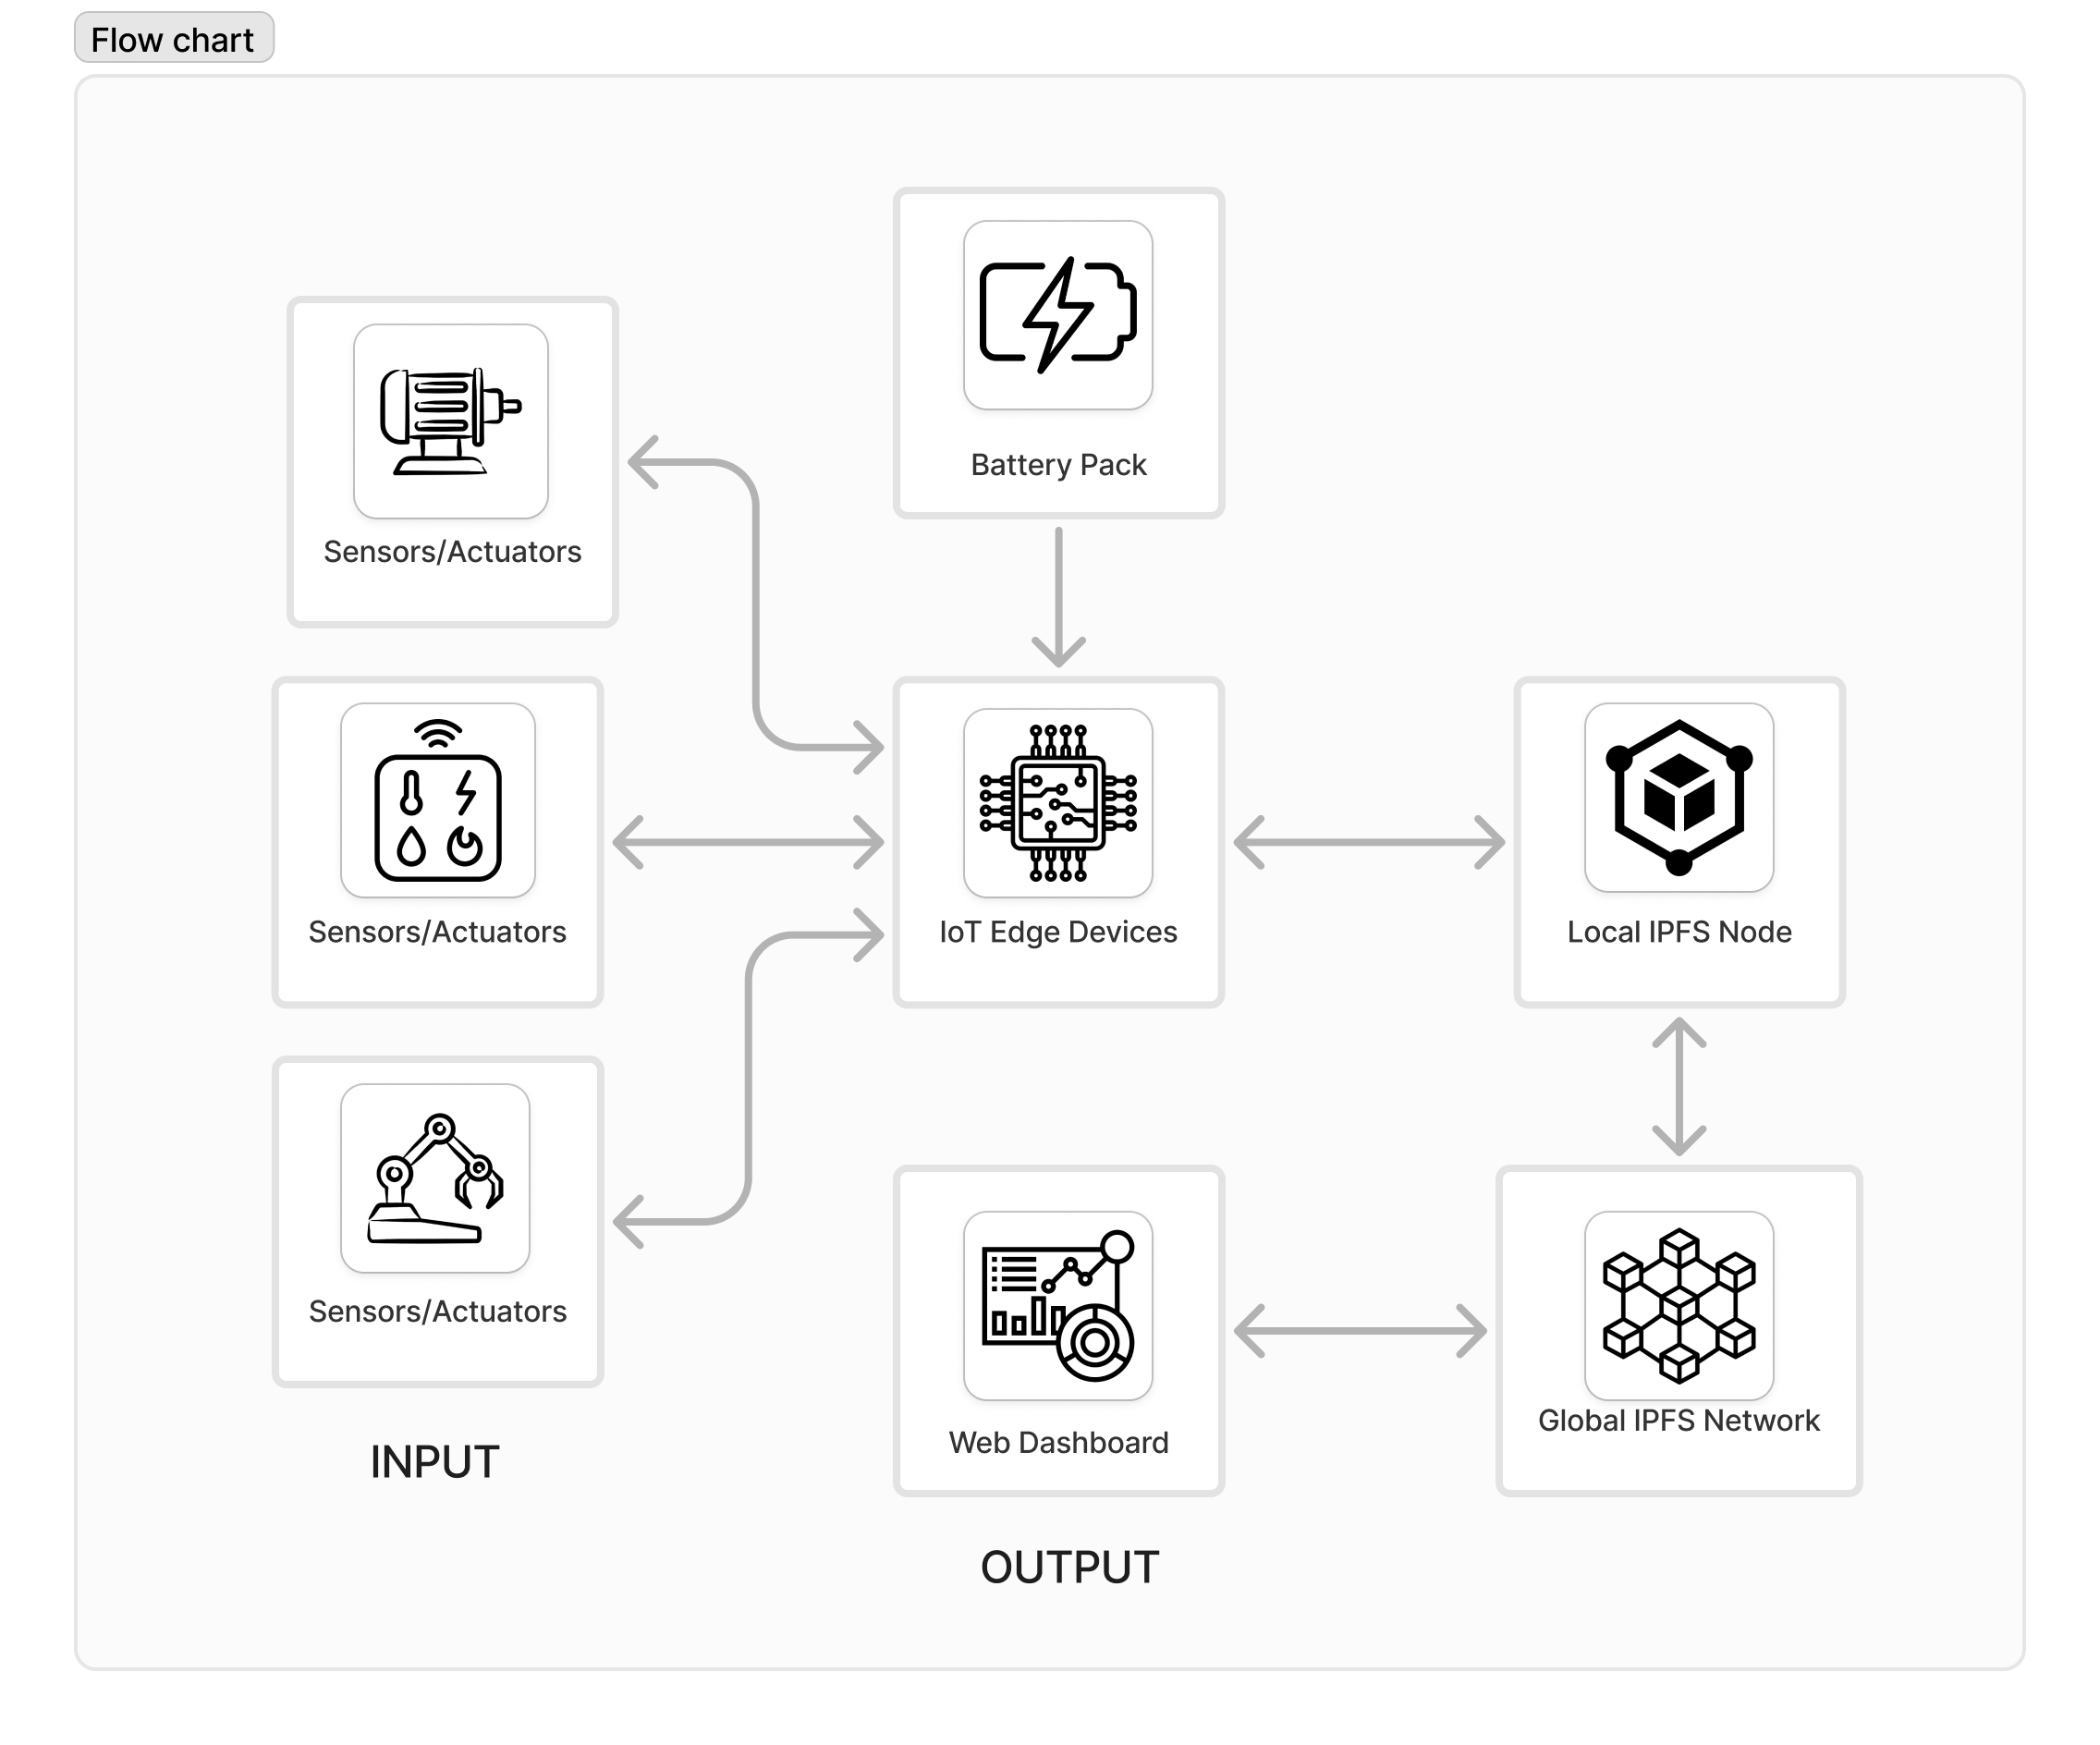 Flow chart
Battery Pack
Sensors/Actuators
Sensors/Actuators
IoT Edge Devices
Local IPFS Node
Sensors/Actuators
Web Dashboard
Global IPFS Network
INPUT
OUTPUT